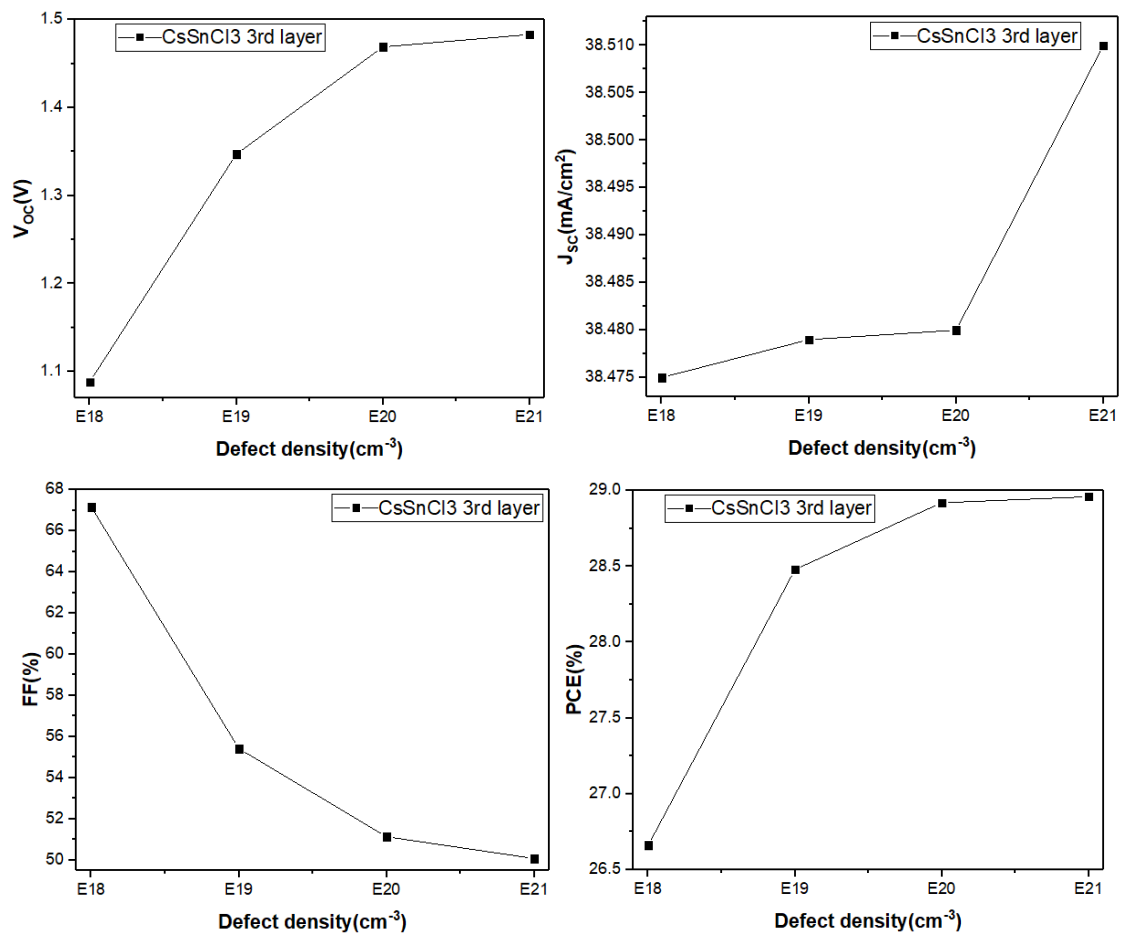 CsSnCl3 3rd layer
1.5
1.4
1.3
1.2
1.1
VOC(V)
E18 E19 E20 E21
Defect density(cm-3)
CsSnCl3 3rd layer
38.510
38.505
38.500
38.495
38.490
38.485
38.480
38.475
JSC(mA/cm2)
E18 E19 E20 E21
Defect density(cm-3)
CsSnCl3 3rd layer
68
66
64
62
60
58
56
54
52
50
FF(%)
E18 E19 E20 E21
Defect density(cm-3)
CsSnCl3 3rd layer
29.0
28.5
28.0
27.5
27.0
26.5
PCE(%)
E18 E19 E20 E21
Defect density(cm-3)